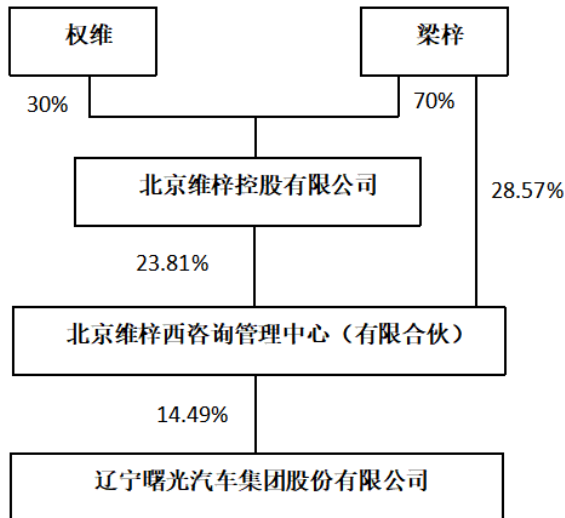 权维
梁梓
30%
70%
北京维梓控股有限公司
28.57%
23.81%
北京维梓西咨询管理中心（有限合伙）
14.49%
辽宁曙光汽车集团股份有限公司